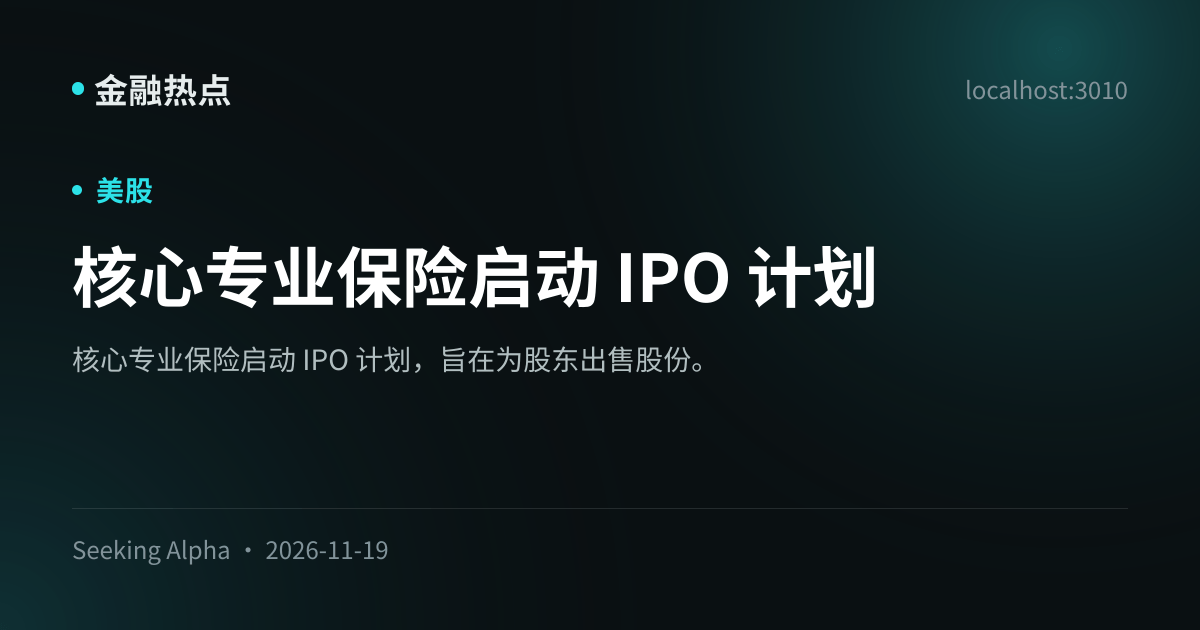 金融热点
localhost:3010
美股
核心专业保险启动 IPO 计划
核心专业保险启动 IPO 计划，旨在为股东出售股份。
Seeking Alpha · 2026-11-19